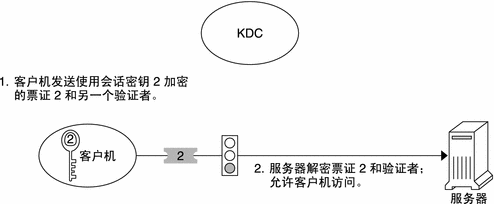 KDC
1. 客户机发送使用会话密钥 2 加密
的票证 2 和另一个验证者。
2
客户机
2
2. 服务器解密票证 2 和验证者;
允许客户机访问。
服务器